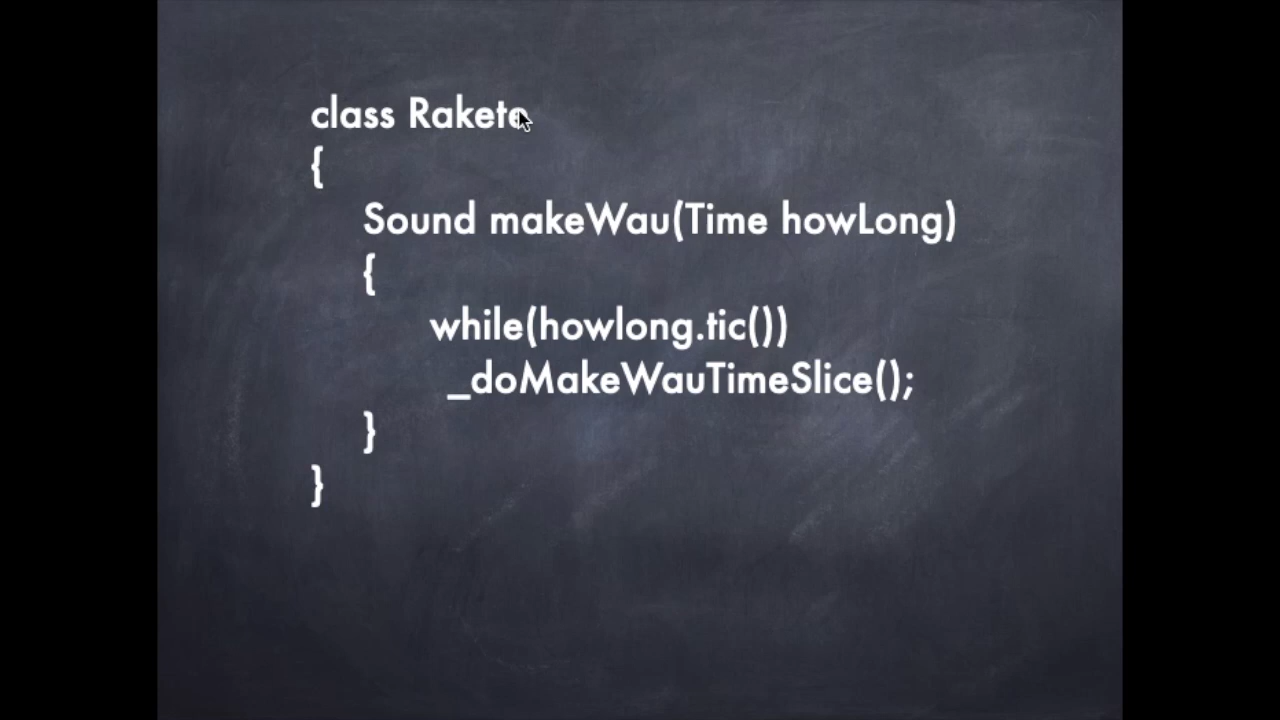 class Rakete
{
Sound makeWau(Time howLong)
{
while(howlong.tic())
_doMakeWauTimeSlice();
}
}